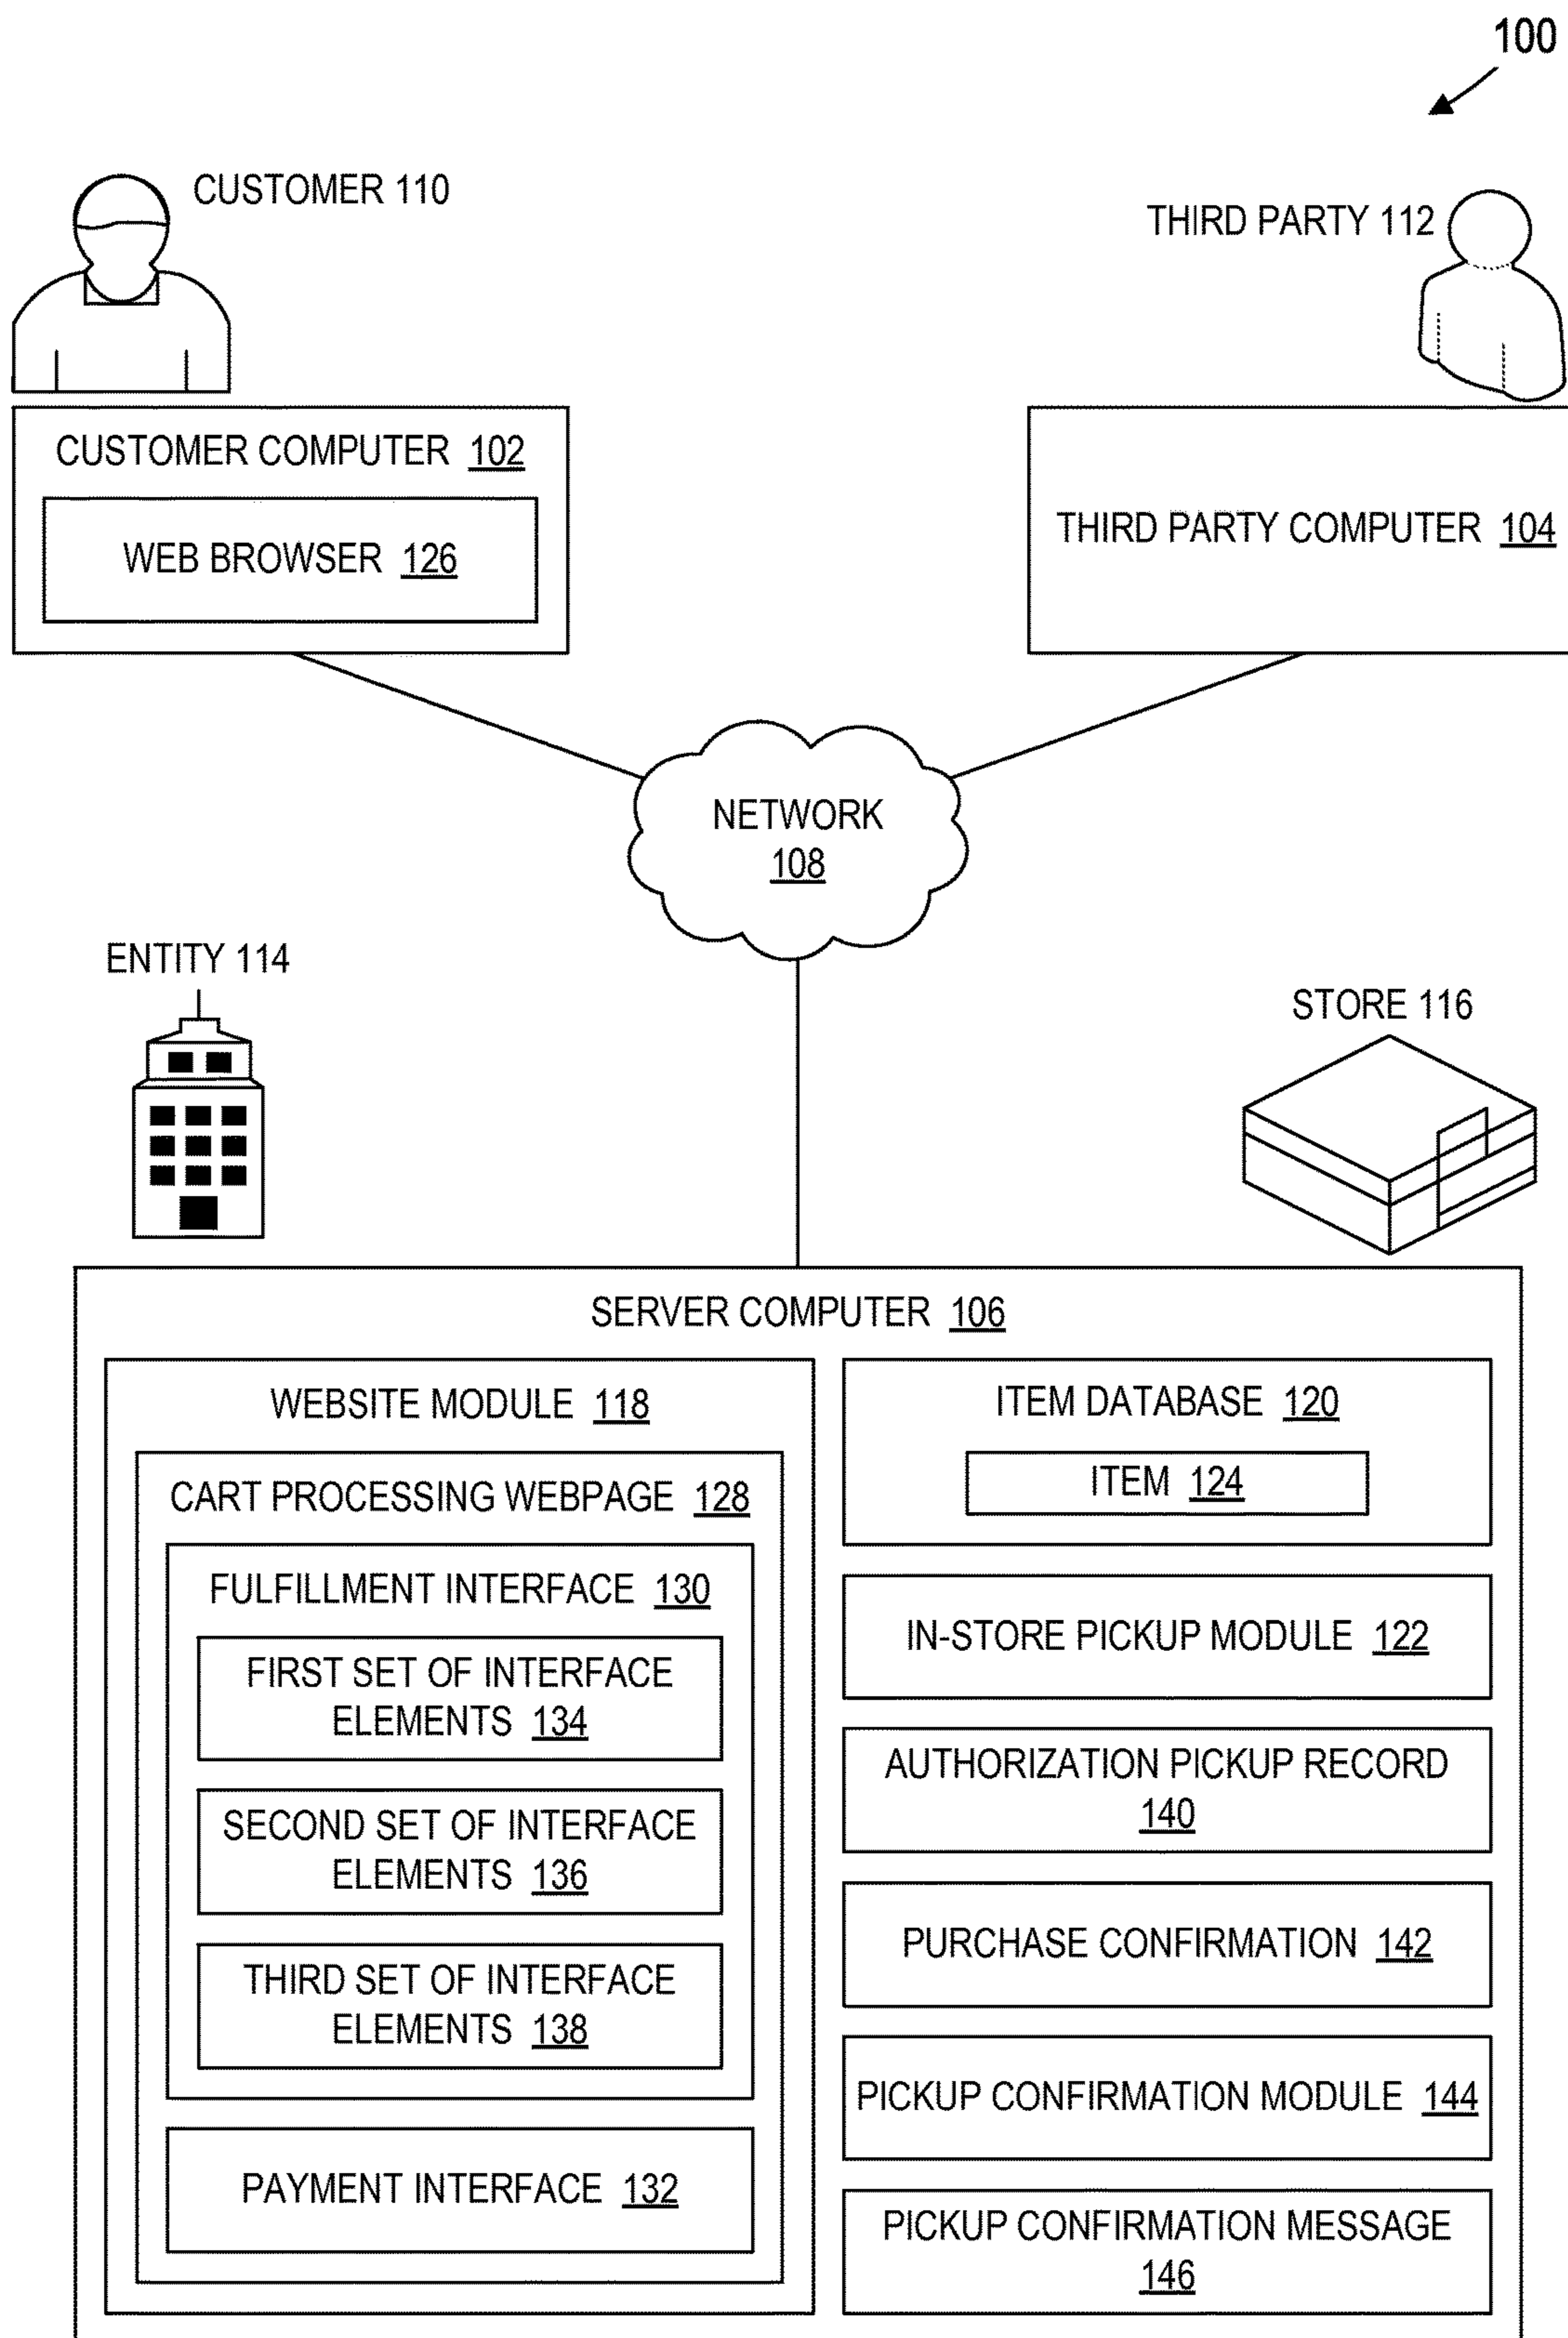 100
CUSTOMER 110
THIRD PARTY 112
CUSTOMER COMPUTER 102
WEB BROWSER 126
THIRD PARTY COMPUTER 104
NETWORK
108
ENTITY 114
STORE 116
SERVER COMPUTER 106
WEBSITE MODULE 118
CART PROCESSING WEBPAGE 128
FULFILLMENT INTERFACE 130
FIRST SET OF INTERFACE
ELEMENTS 134
SECOND SET OF INTERFACE
ELEMENTS 136
THIRD SET OF INTERFACE
ELEMENTS 138
PAYMENT INTERFACE 132
ITEM DATABASE 120
ITEM 124
IN-STORE PICKUP MODULE 122
AUTHORIZATION PICKUP RECORD
140
PURCHASE CONFIRMATION 142
PICKUP CONFIRMATION MODULE 144
PICKUP CONFIRMATION MESSAGE
146